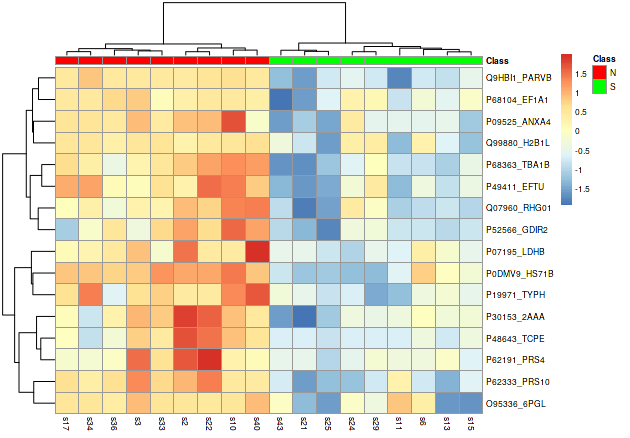 Class
Q9HBI1_PARVB
P68104_EF1A1
P09525_ANXA4
Q99880_H2B1L
P68363_TBA1B
P49411_EFTU
Q07960_RHG01
P52566_GDIR2
P07195_LDHB
P0DMV9_HS71B
P19971_TYPH
P30153_2AAA
P48643_TCPE
P62191_PRS4
P62333_PRS10
O95336_6PGL
s17 s34 s36 s3 s33 s2 s22 s10 s40 s43 s21 s25 s24 s29 s11 s6 s13 s15
1.5
1
0.5
0
-0.5
-1
-1.5
Class
N
S